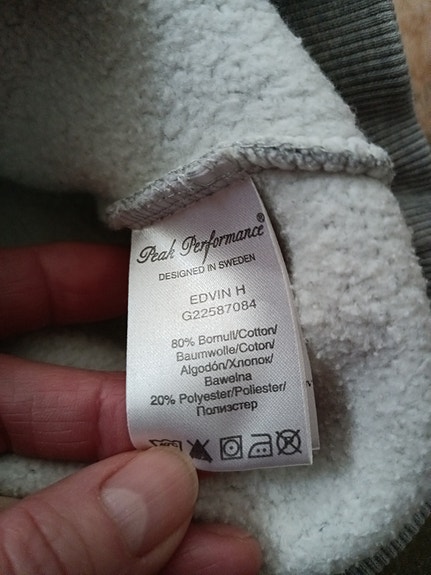 Peak Performance®
DESIGNED IN SWEDEN
EDVIN H
G22587084
80% Bomull/Cotton/
Baumwolle/Coton/
Algodón/Хлопок/
Bawełna
20% Polyester/Poliester/
Полиэстер